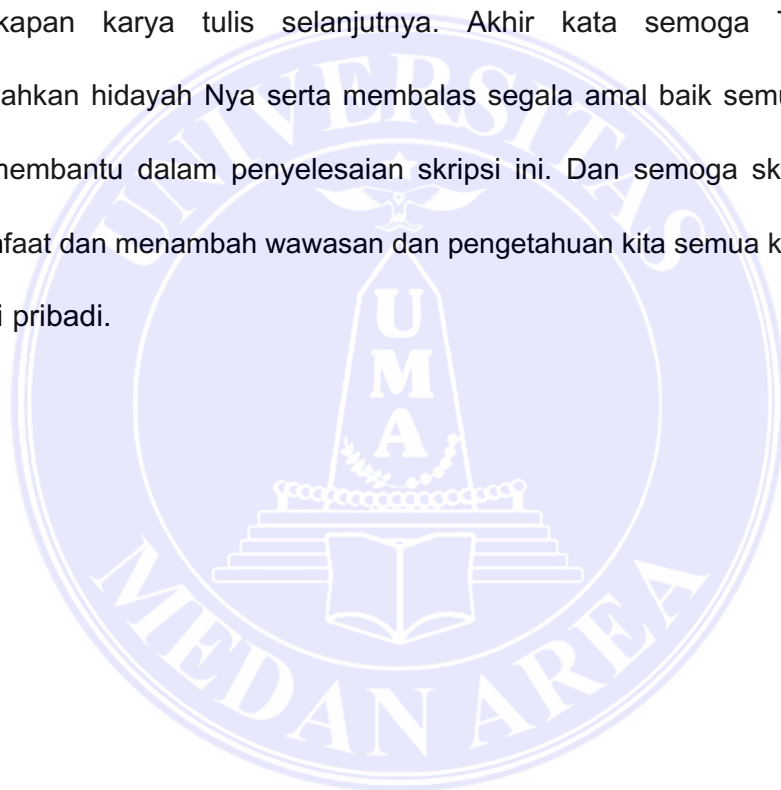 kapan karya tulis selanjutnya. Akhir kata semoga T
ahkan hidayah Nya serta membalas segala amal baik semu
membantu dalam penyelesaian skripsi ini. Dan semoga sk
nfaat dan menambah wawasan dan pengetahuan kita semua k
i pribadi.
UNIVERSITAS
UMA
MEDAN AREA